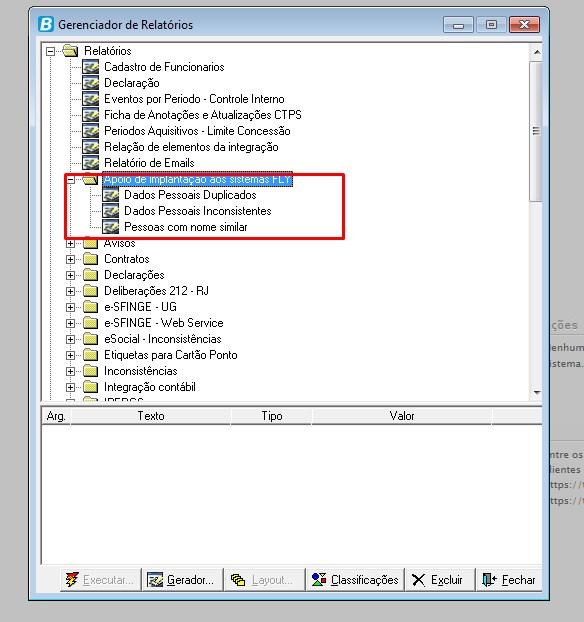 B Gerenciador de Relatórios
Relatórios
Cadastro de Funcionarios
Declaração
Eventos por Periodo - Controle Interno
Ficha de Anotações e Atualizações CTPS
Periodos Aquisitivos - Limite Concessão
Relação de elementos da integração
Relatório de Emails
Apoio de implantação aos sistemas FLY
Dados Pessoais Duplicados
Dados Pessoais Inconsistentes
Pessoas com nome similar
Avisos
Contratos
Declarações
Deliberações 212 - RJ
e-SFINGE - UG
e-SFINGE - Web Service
eSocial - Inconsistências
Etiquetas para Cartão Ponto
Inconsistências
Integração contábil
IPERGS
Arg. Texto Tipo Valor
Executar... Gerador... Layout... Classificações Excluir Fechar
ções
enhum
istema.
ntre os
lientes
ttps://
ttps://